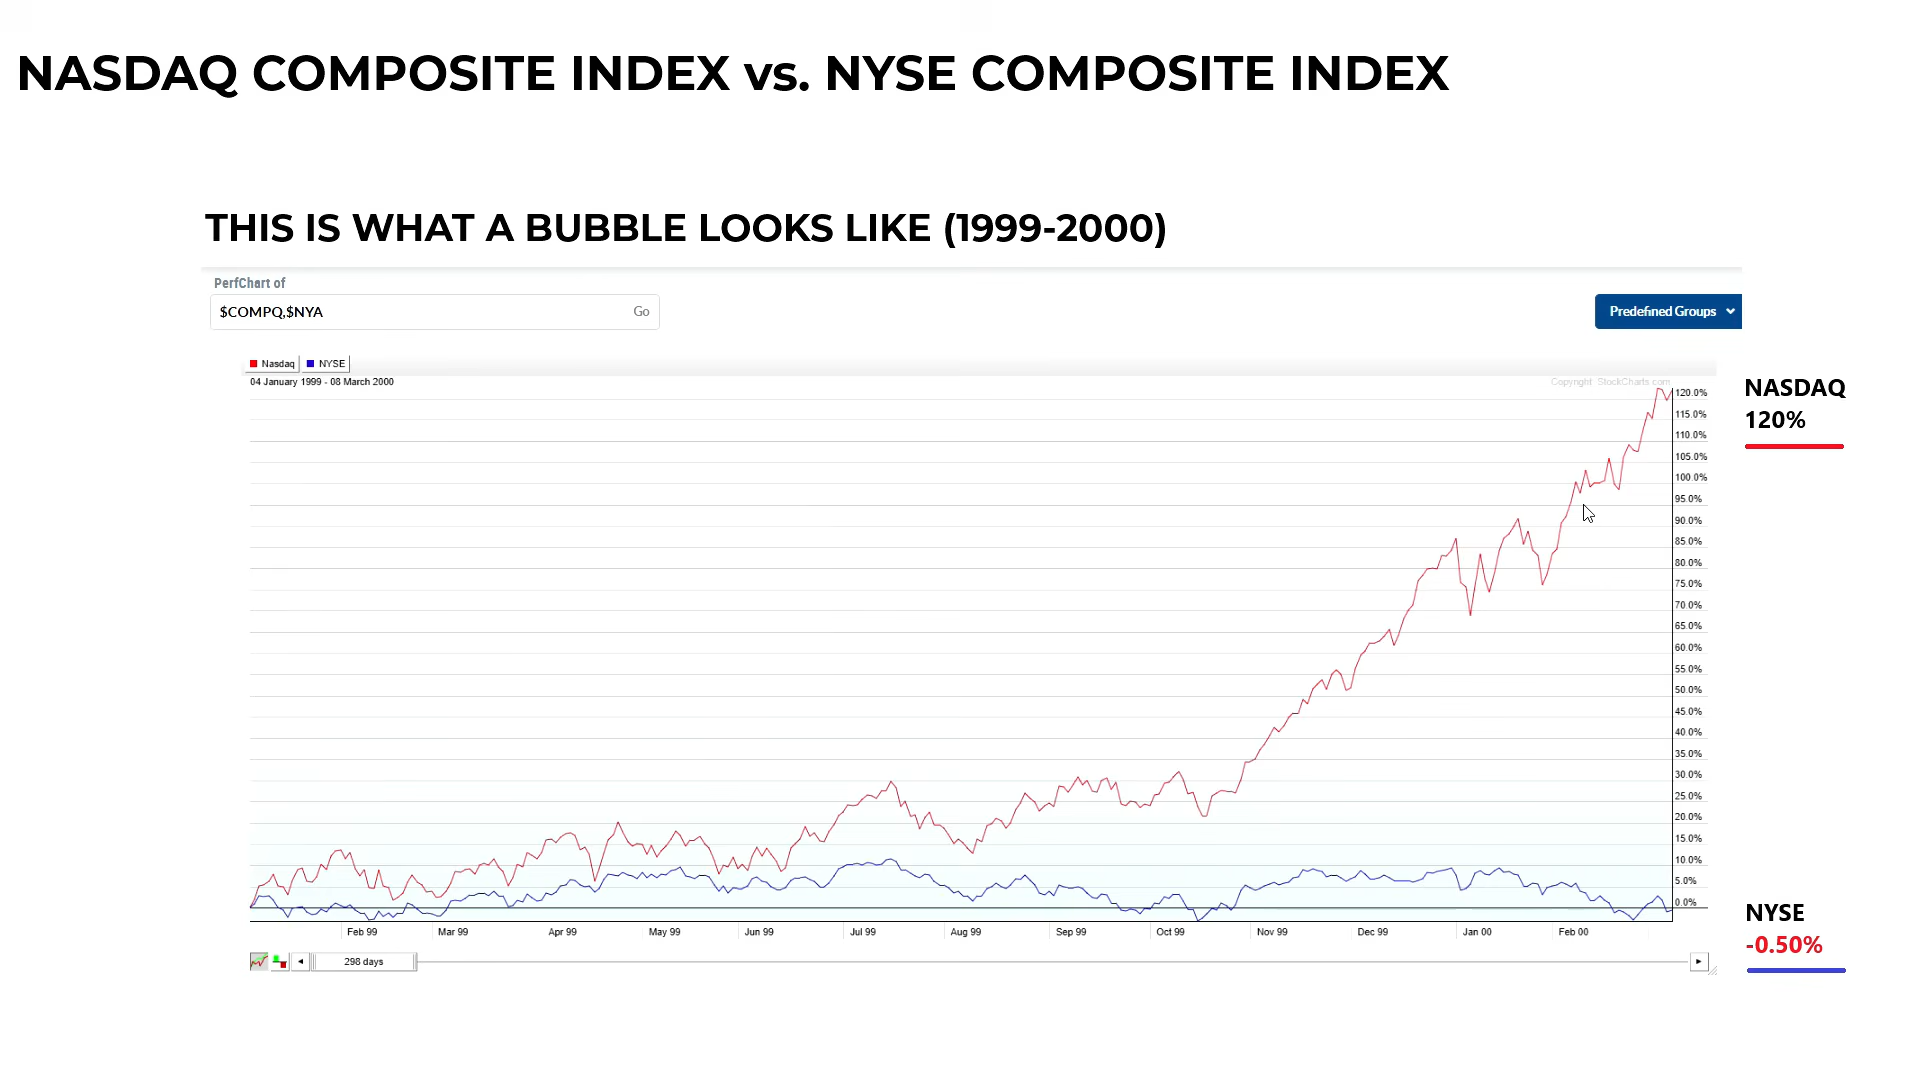 NASDAQ COMPOSITE INDEX vs. NYSE COMPOSITE INDEX
THIS IS WHAT A BUBBLE LOOKS LIKE (1999-2000)
PerfChart of
$COMPQ,$NYA
Go
Predefined Groups
Nasdaq
NYSE
04 January 1999 - 08 March 2000
Copyright StockCharts.com
120.0%
115.0%
110.0%
105.0%
100.0%
95.0%
90.0%
85.0%
80.0%
75.0%
70.0%
65.0%
60.0%
55.0%
50.0%
45.0%
40.0%
35.0%
30.0%
25.0%
20.0%
15.0%
10.0%
5.0%
0.0%
NASDAQ
120%
NYSE
-0.50%
Feb 99 Mar 99 Apr 99 May 99 Jun 99 Jul 99 Aug 99 Sep 99 Oct 99 Nov 99 Dec 99 Jan 00 Feb 00
298 days